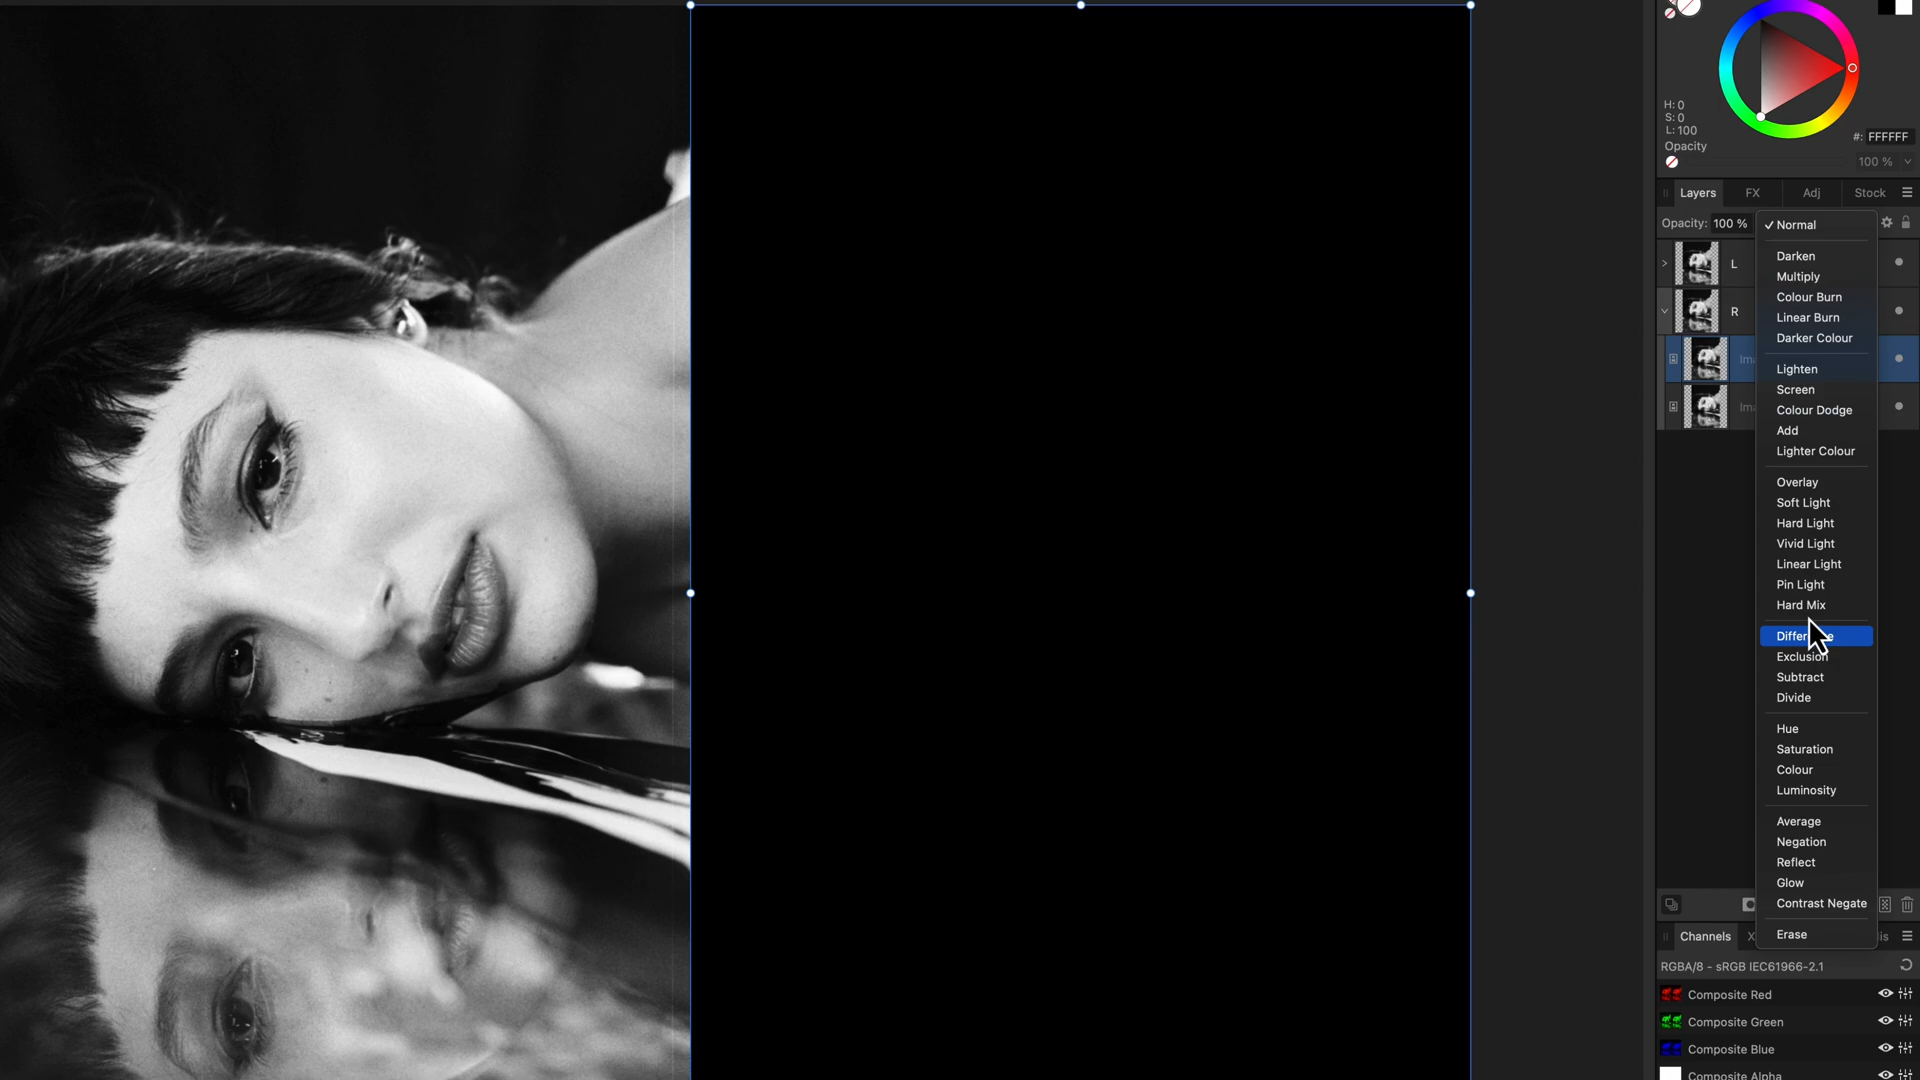 H: 0
S: 0
L: 100
#: FFFFFF
Opacity
100 %
Layers FX Adj Stock
Opacity: 100 %
✓ Normal
Darken
L
Multiply
Colour Burn
R
Linear Burn
Darker Colour
Lighten
Screen
Colour Dodge
Add
Lighter Colour
Overlay
Soft Light
Hard Light
Vivid Light
Linear Light
Pin Light
Hard Mix
Exclusion
Subtract
Divide
Hue
Saturation
Colour
Luminosity
Average
Negation
Reflect
Glow
Contrast Negate
Erase
Channels
RGBA/8 - sRGB IEC61966-2.1
Composite Red
Composite Green
Composite Blue
Composite Alpha